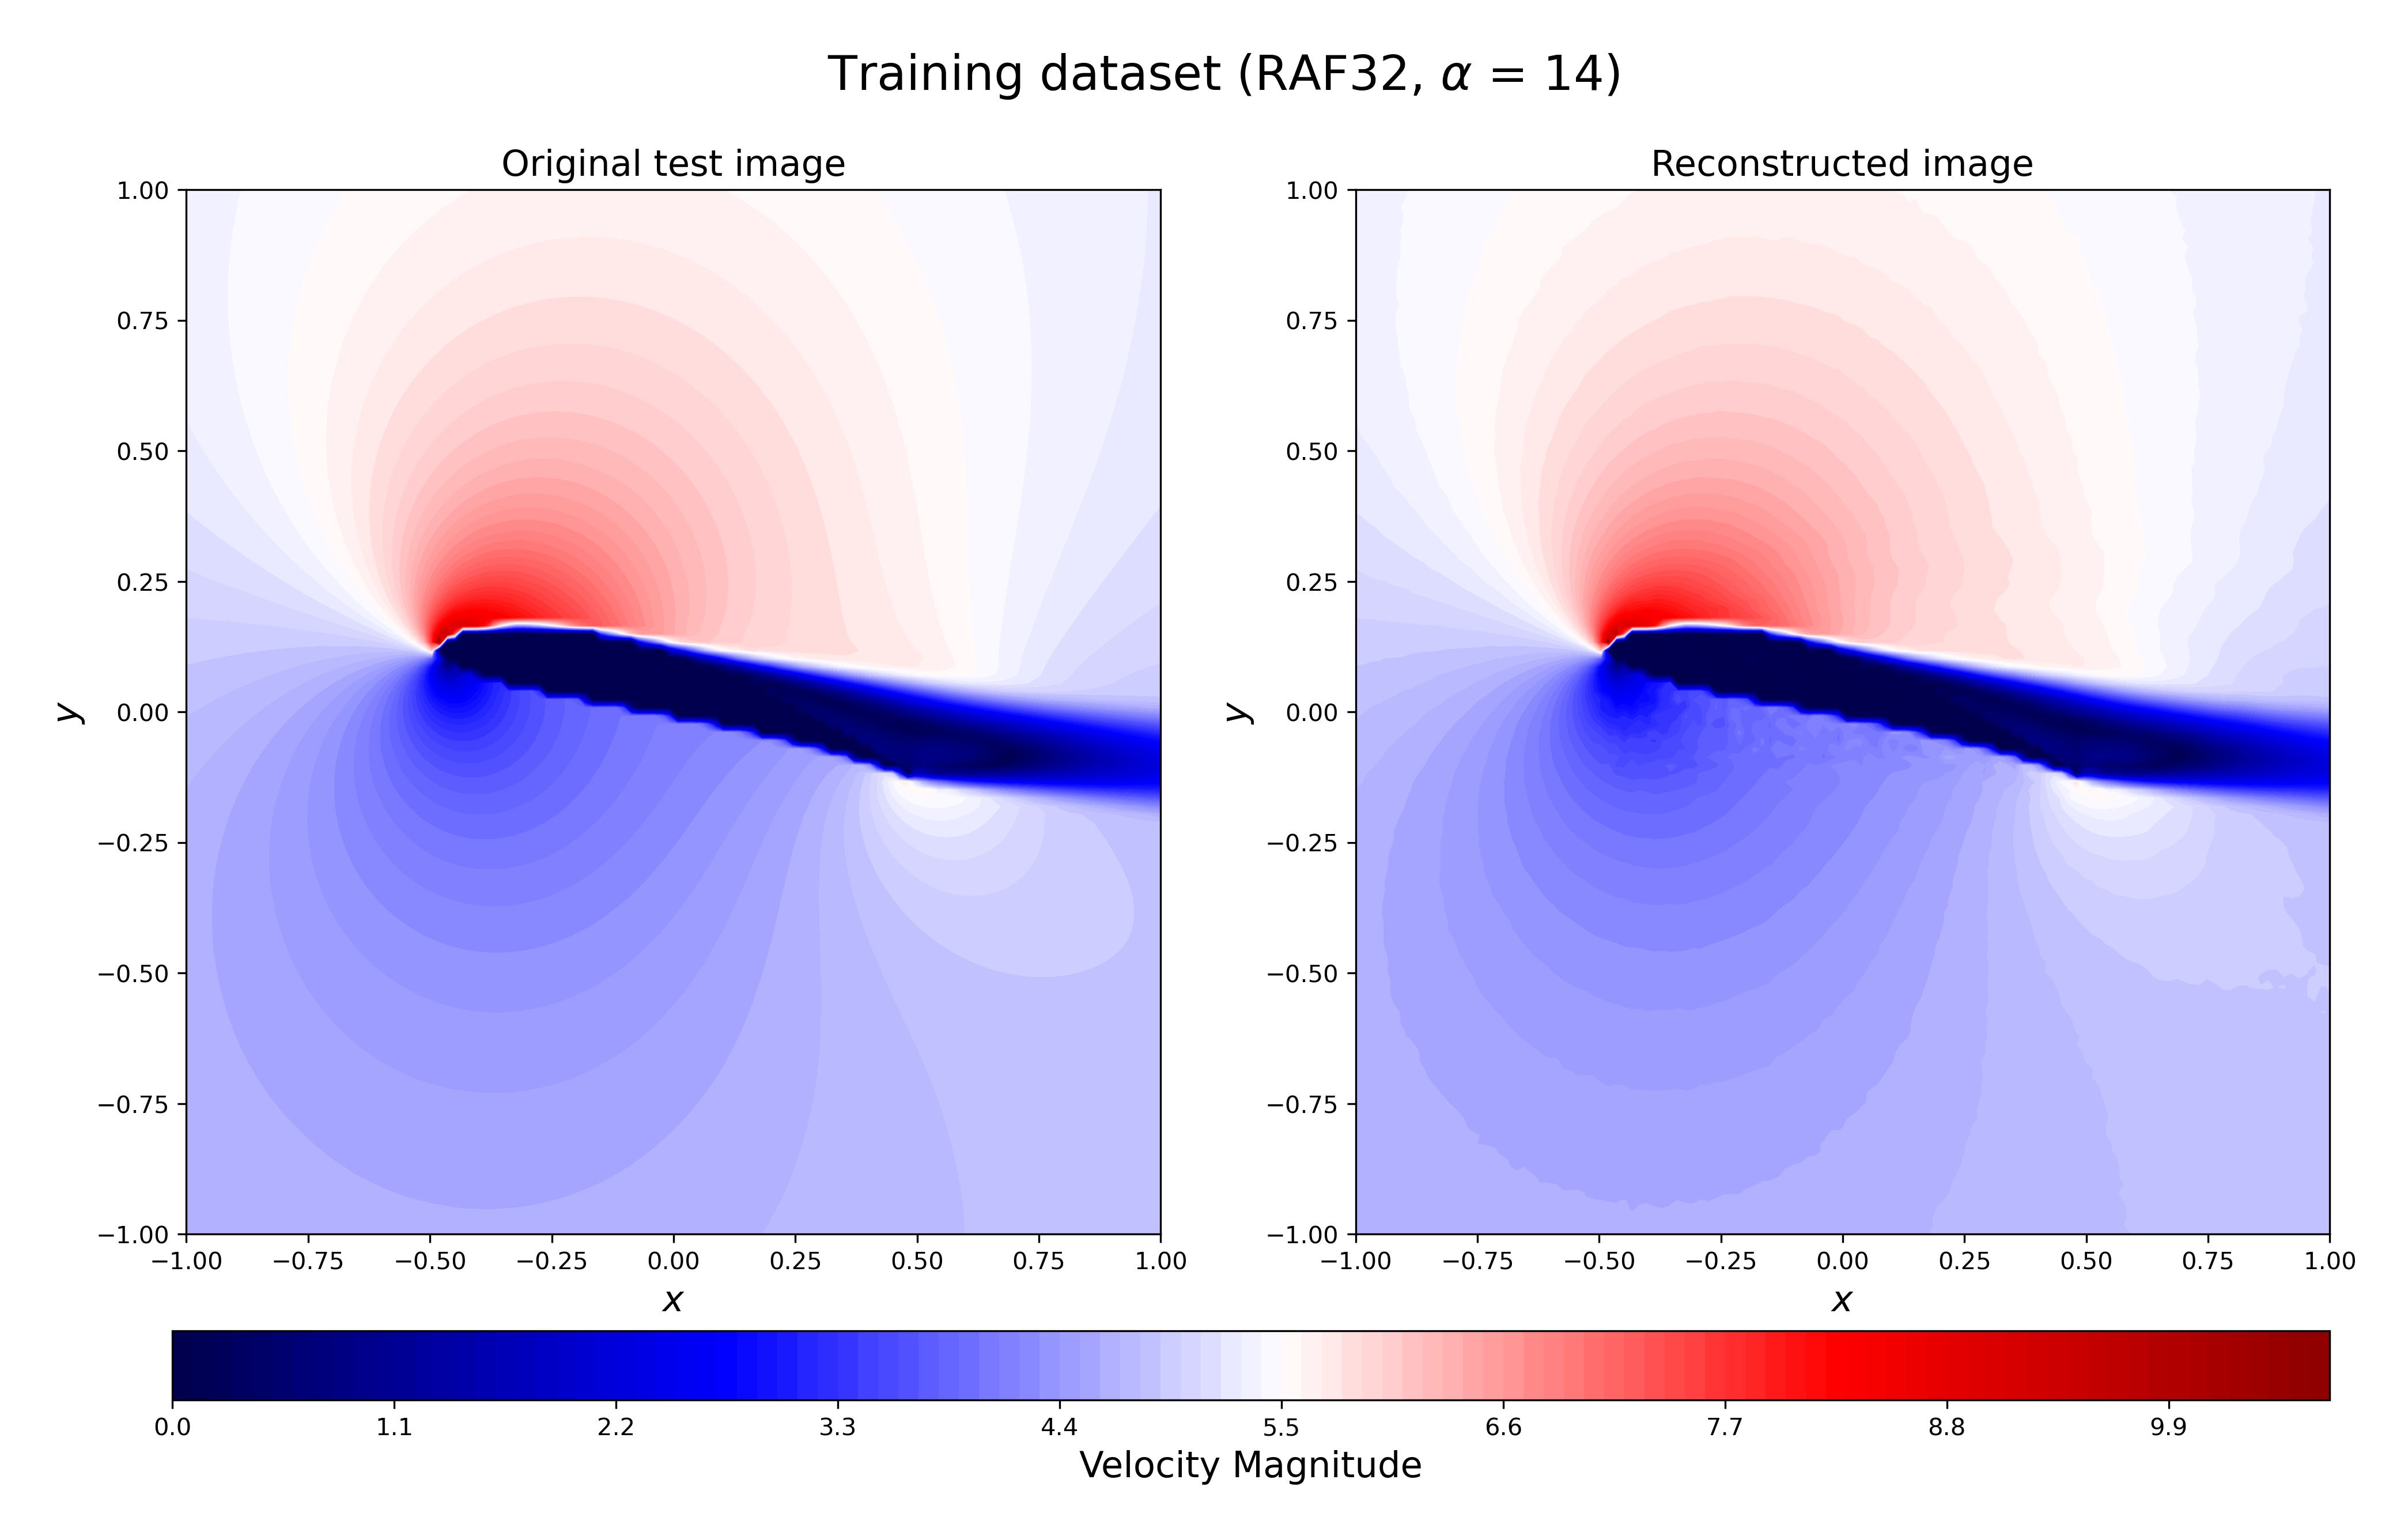 Training dataset (RAF32, α = 14)
Original test image
Reconstructed image
1.00
0.75
0.50
0.25
0.00
−0.25
−0.50
−0.75
−1.00
y
−1.00 −0.75 −0.50 −0.25 0.00 0.25 0.50 0.75 1.00
x
1.00
0.75
0.50
0.25
0.00
−0.25
−0.50
−0.75
−1.00
y
−1.00 −0.75 −0.50 −0.25 0.00 0.25 0.50 0.75 1.00
x
0.0 1.1 2.2 3.3 4.4 5.5 6.6 7.7 8.8 9.9
Velocity Magnitude